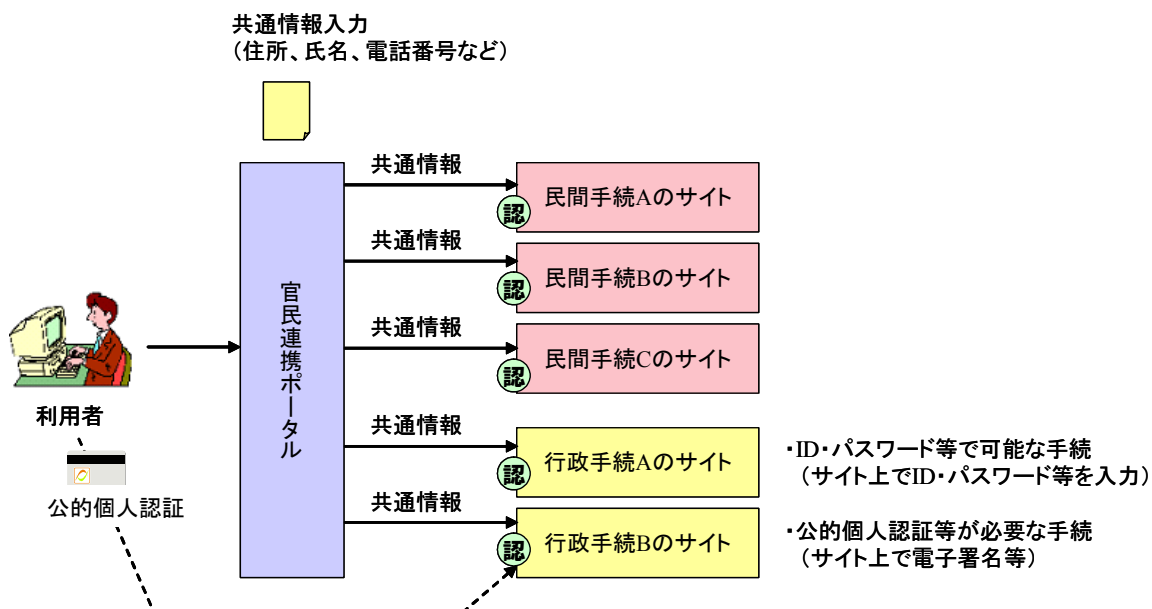 共通情報入力
（住所、氏名、電話番号など）
共通情報
民間手続Aのサイト
認
共通情報
民間手続Bのサイト
認
共通情報
民間手続Cのサイト
認
官民連携ポータル
利用者
公的個人認証
共通情報
行政手続Aのサイト
認
・ID・パスワード等で可能な手続
（サイト上でID・パスワード等を入力）
共通情報
行政手続Bのサイト
認
・公的個人認証等が必要な手続
（サイト上で電子署名等）